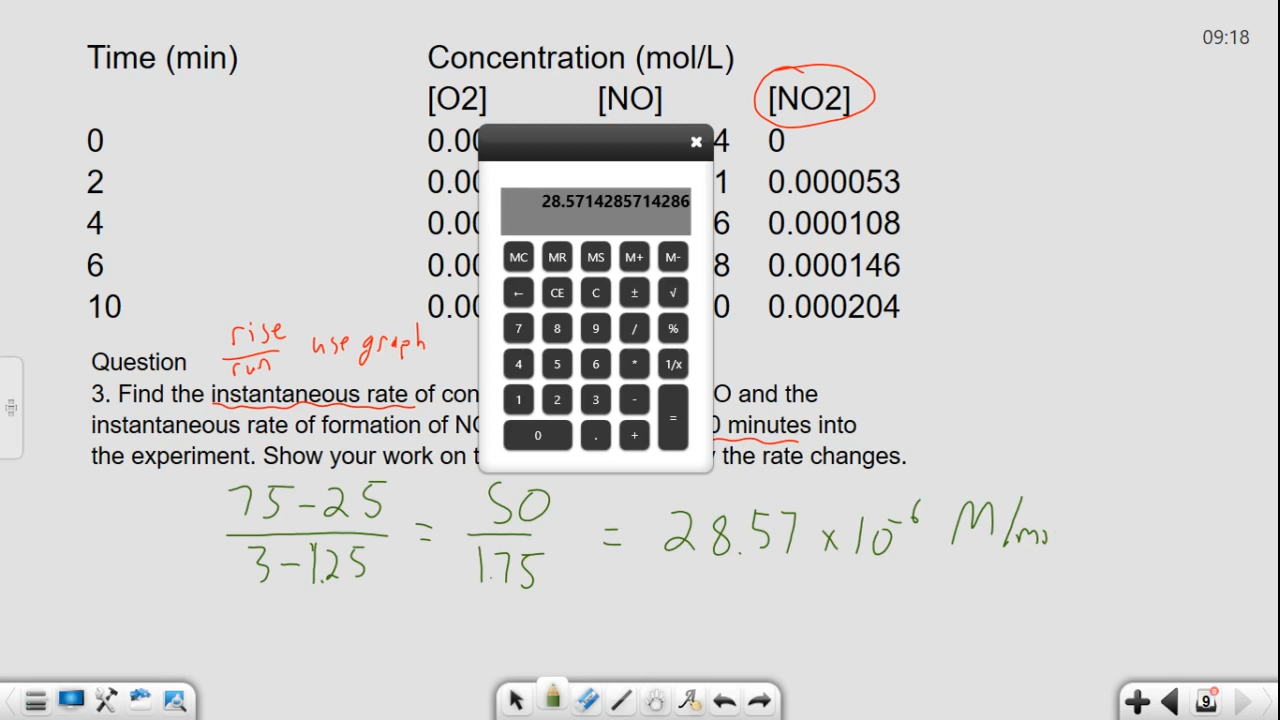 09:18
Time (min) Concentration (mol/L)
[O2] [NO] [NO2]
0 0.00 4 0
2 0.00 1 0.000053
4 0.00 6 0.000108
6 0.00 8 0.000146
10 0.00 0 0.000204
28.5714285714286
MC MR MS M+ M-
← CE C ± √
7 8 9 / %
4 5 6 * 1/x
1 2 3 - =
0 . +
rise
run
use graph
Question
3. Find the instantaneous rate of con O and the
instantaneous rate of formation of NO 0 minutes into
the experiment. Show your work on t the rate changes.
75-25 = 50 = 28.57 x 10⁻⁶ M/
3-1.25 1.75
9